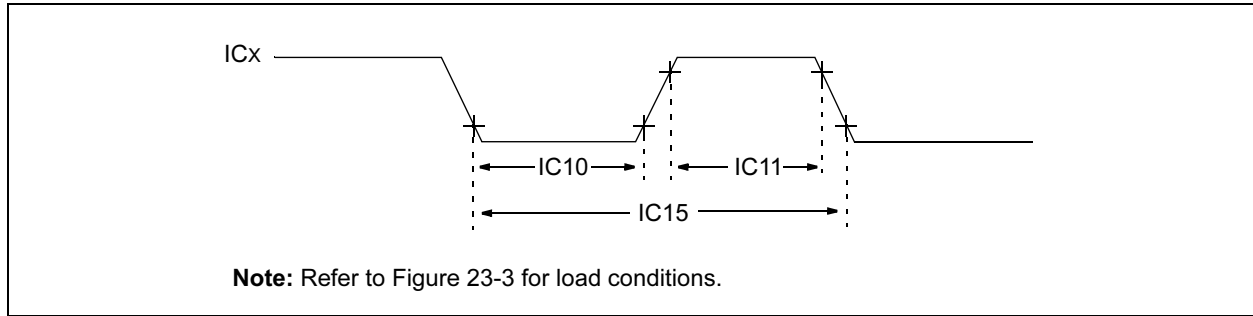 ICX
IC10
IC11
IC15
Note: Refer to Figure 23-3 for load conditions.